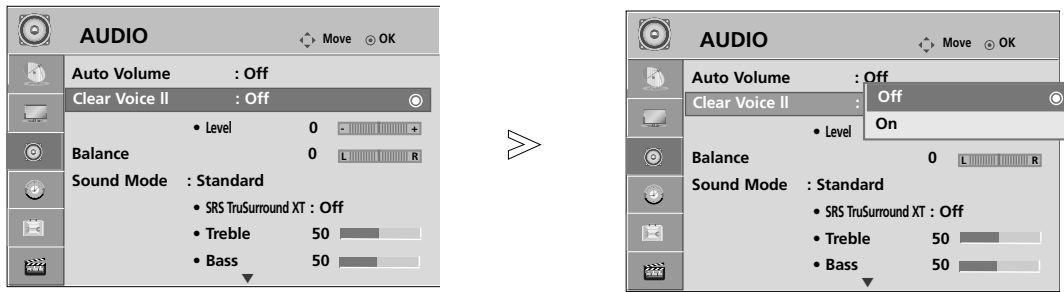 AUDIO
Move OK
Auto Volume : Off
Clear Voice ll : Off
• Level 0 - +
Balance 0 L R
Sound Mode : Standard
• SRS TruSurround XT : Off
• Treble 50
• Bass 50
>
AUDIO
Move OK
Auto Volume : Off
Clear Voice ll :
Off
On
• Level
Balance 0 L R
Sound Mode : Standard
• SRS TruSurround XT : Off
• Treble 50
• Bass 50